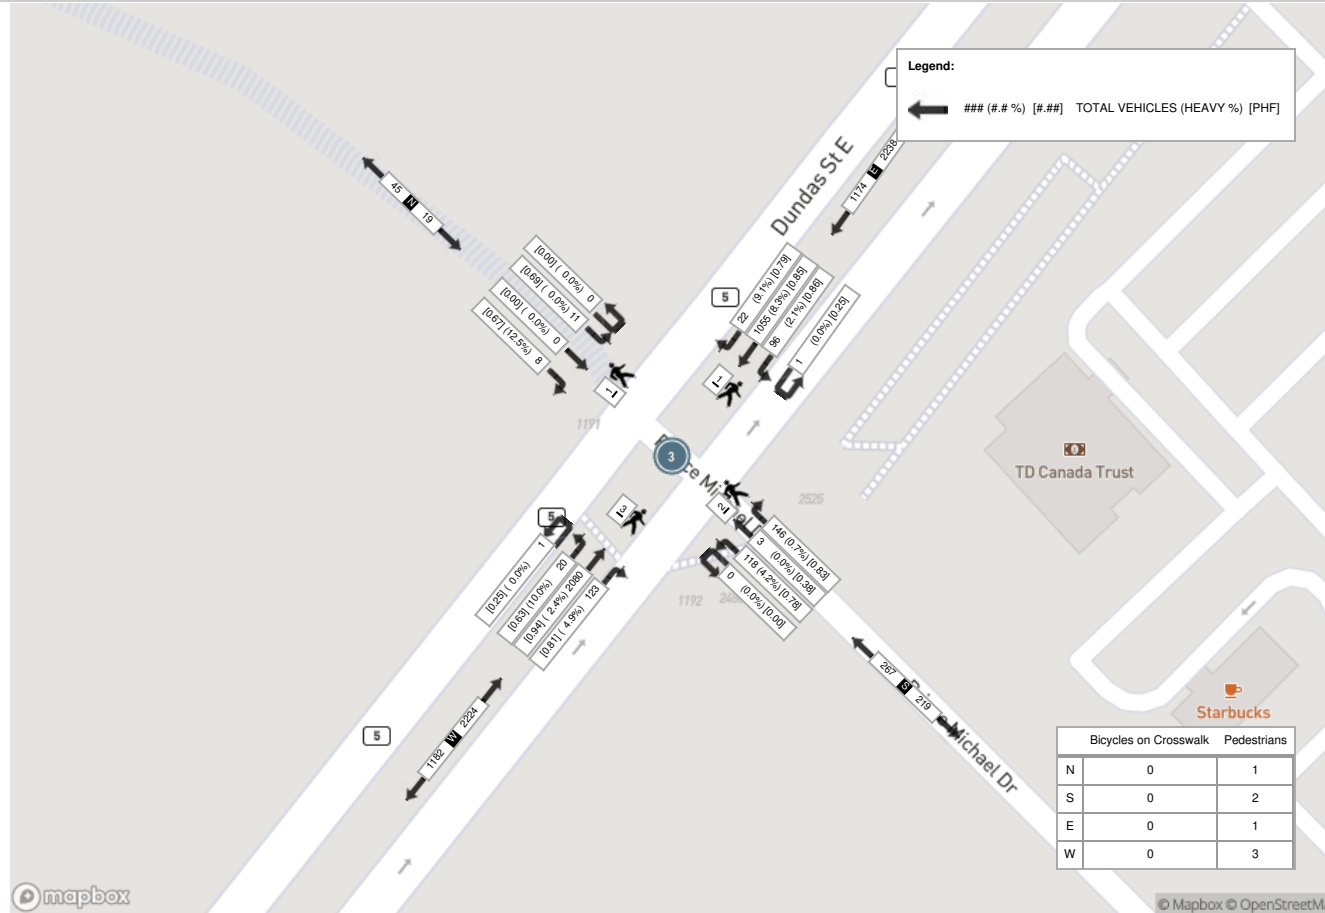 Legend:
### (#.# %) [#.##] TOTAL VEHICLES (HEAVY %) [PHF]
Dundas St E
2238
E
1174
45
N
19
[0.00] ( 0.0%) 0
[0.69] ( 0.0%) 11
[0.00] ( 0.0%) 0
[0.67] (12.5%) 8
22 (9.1%) [0.79]
1055 (8.3%) [0.85]
96 (2.1%) [0.86]
1 (0.0%) [0.25]
5
1
1
1191
3
TD Canada Trust
2525
3
2
5
146 (0.7%) [0.83]
3 (0.0%) [0.38]
118 (4.2%) [0.78]
0 (0.0%) [0.00]
[0.25] ( 0.0%) 1
[0.63] (10.0%) 20
[0.94] ( 2.4%) 2080
[0.81] ( 4.9%) 123
1192
267
S
219
Michael Dr
Starbucks
2224
W
1182
5
Bicycles on Crosswalk Pedestrians
N 0 1
S 0 2
E 0 1
W 0 3
mapbox
© Mapbox © OpenStreetM